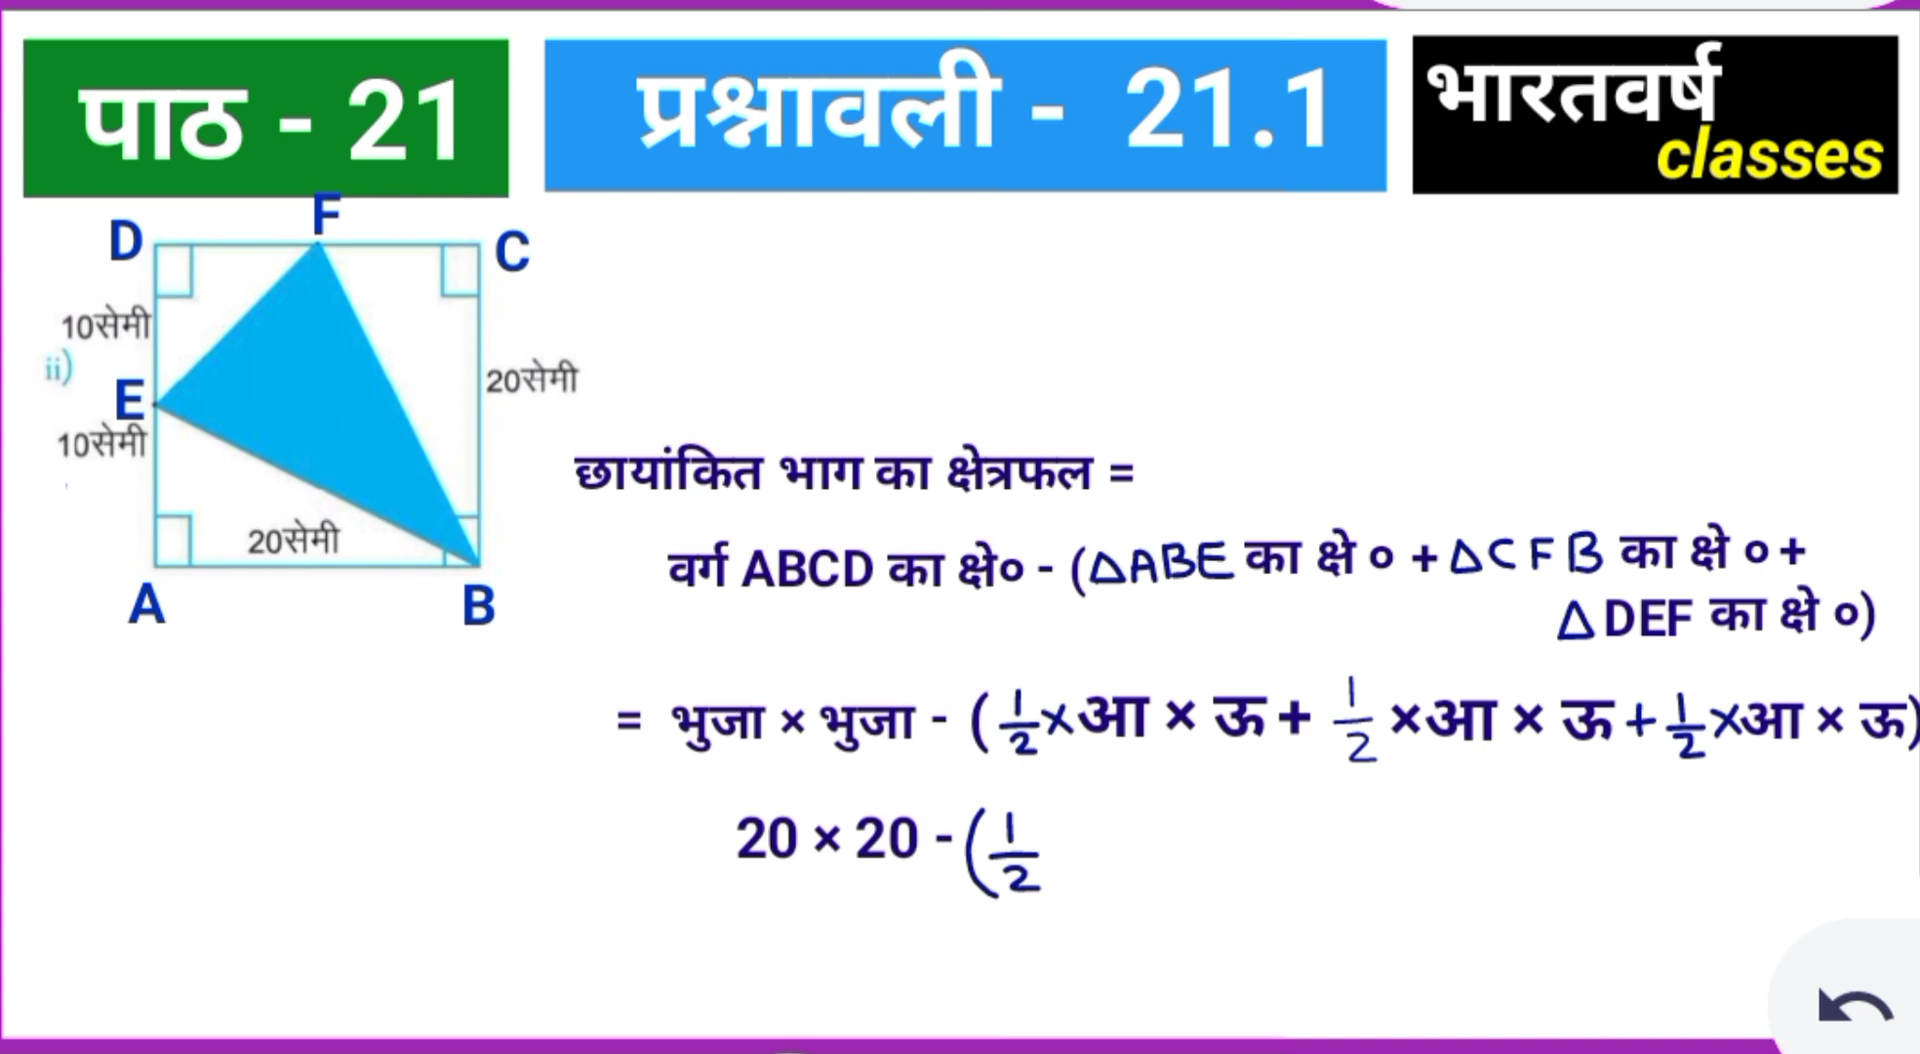 पाठ - 21
प्रश्नावली - 21.1
भारतवर्ष
classes
F
D
C
10सेमी
ii)
E
20सेमी
10सेमी
20सेमी
A
B
छायांकित भाग का क्षेत्रफल =
वर्ग ABCD का क्षे० - (△ABE का क्षे ० + △CFB का क्षे ० +
△ DEF का क्षे ०)
= भुजा × भुजा - (1/2 × आ × ऊ + 1/2 × आ × ऊ + 1/2 × आ × ऊ)
20 × 20 - (1/2